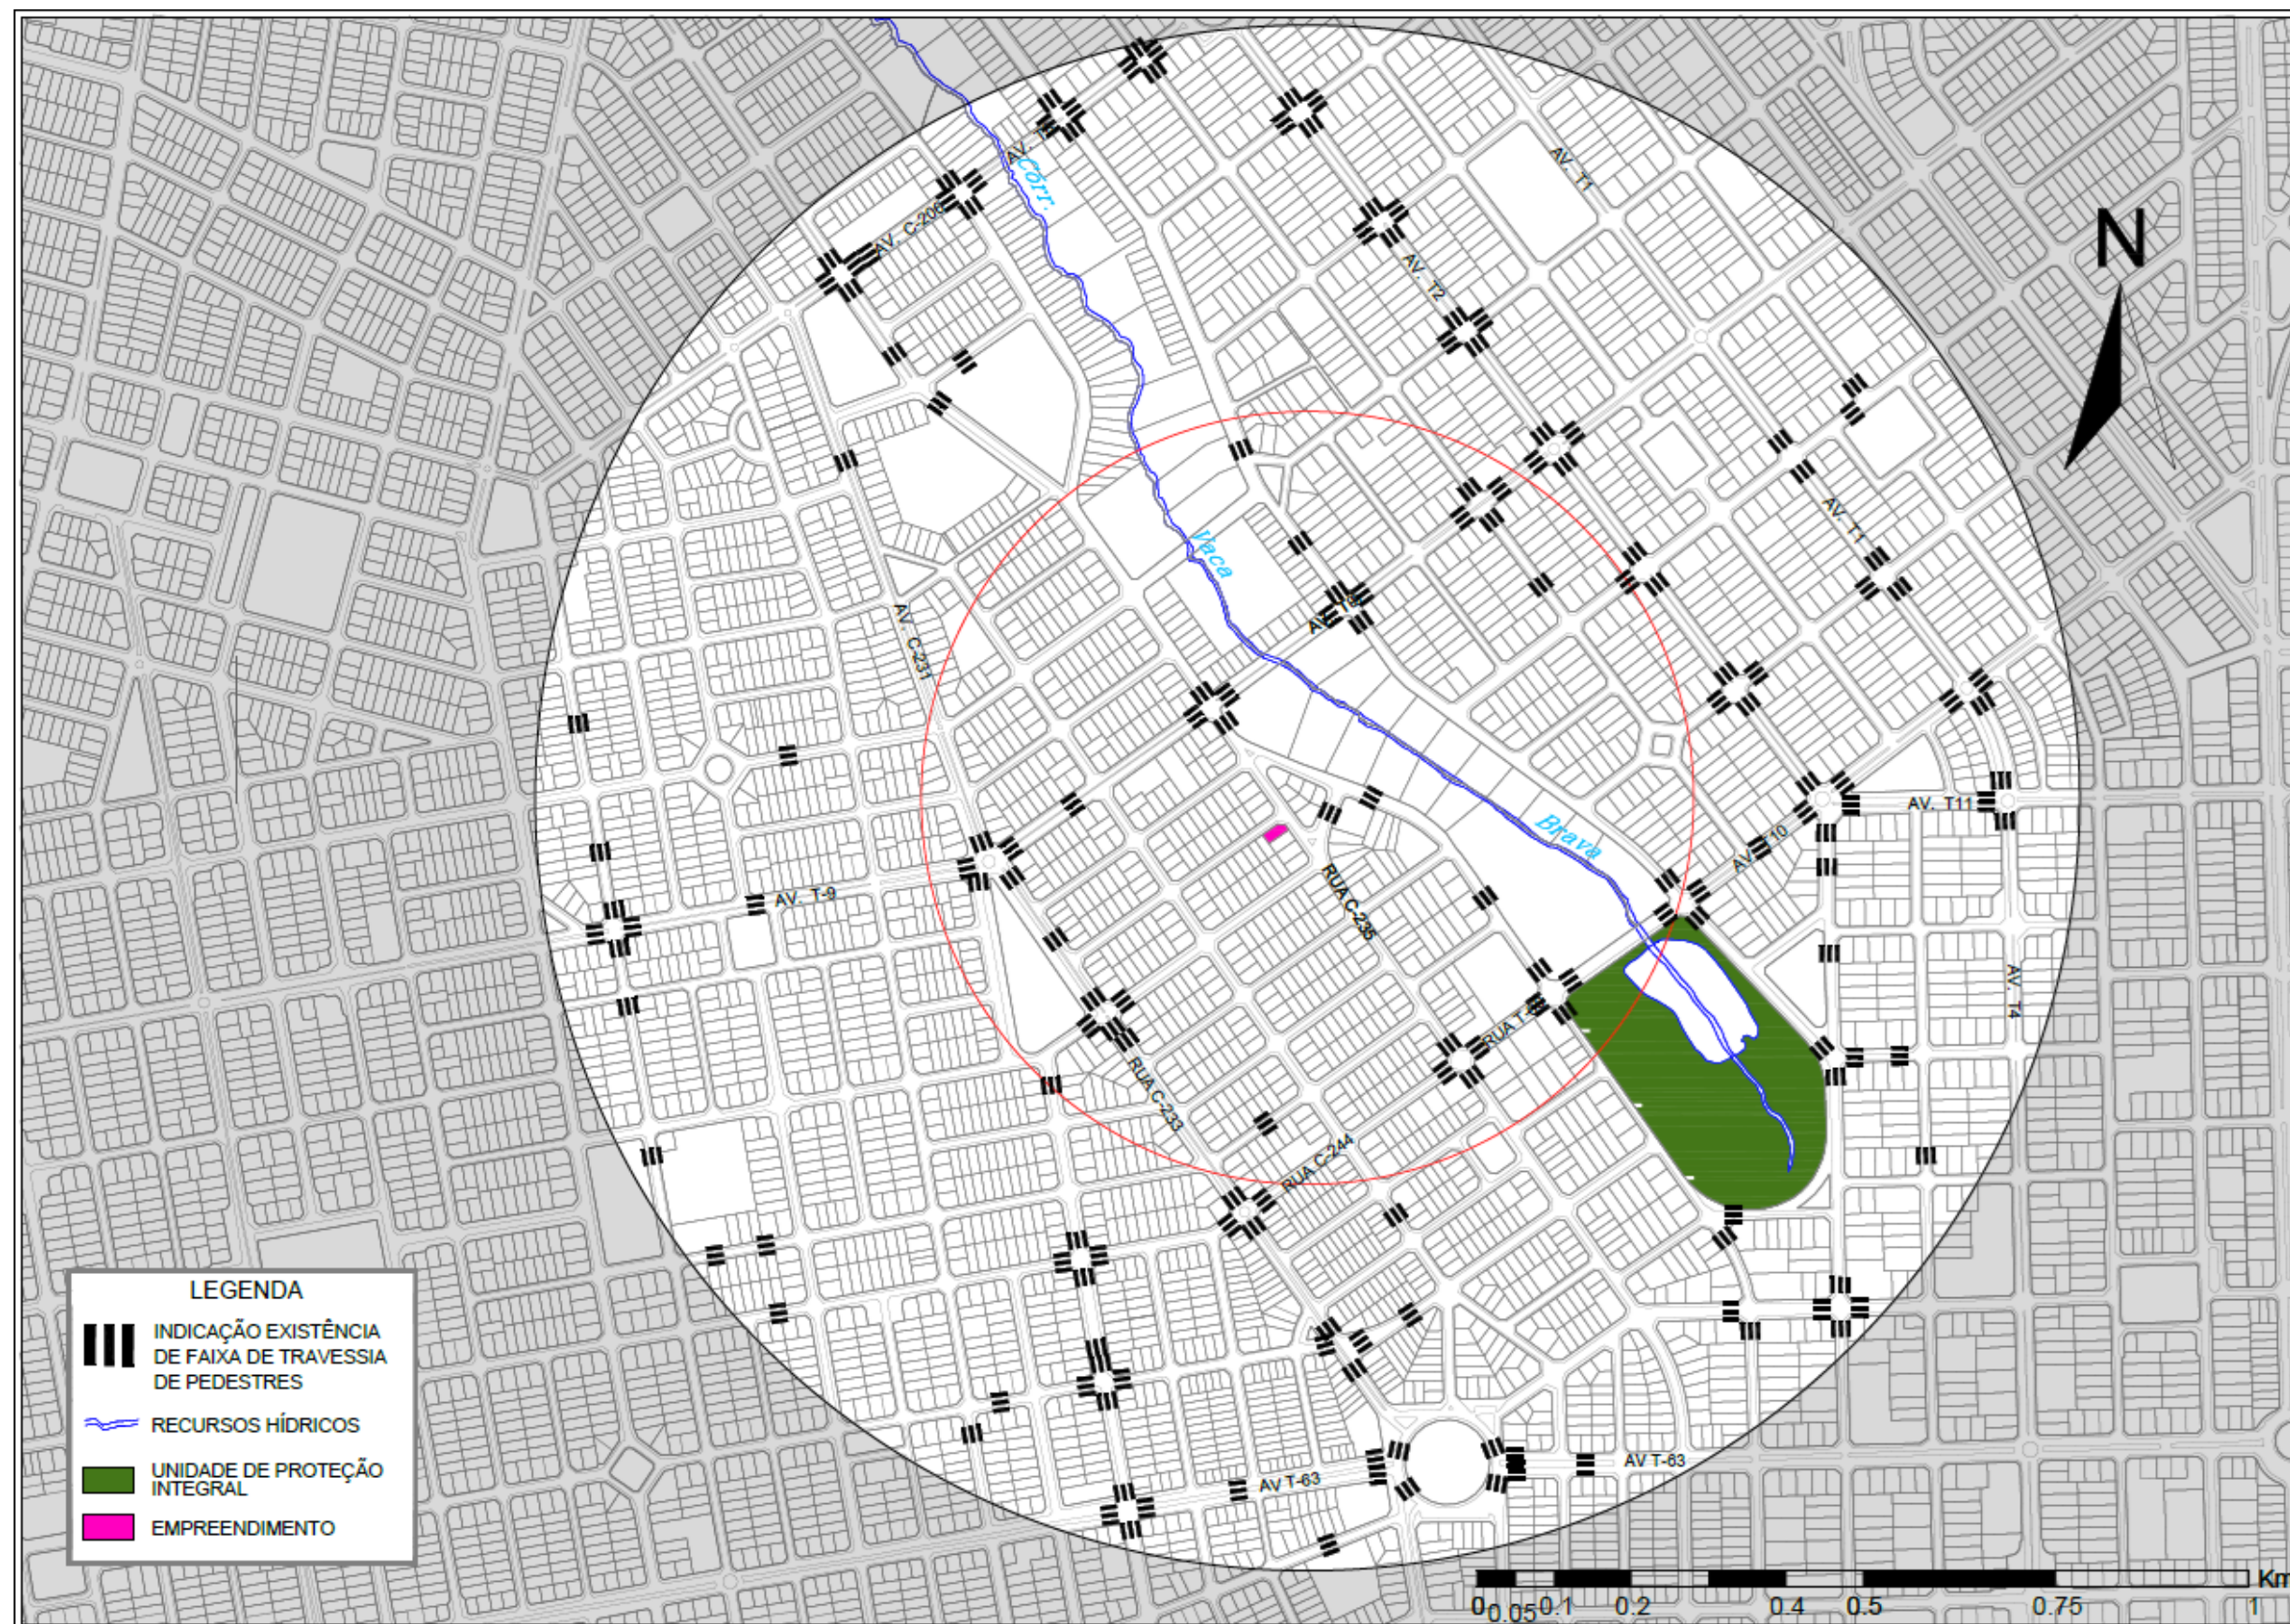 N
Córr.
AV. C-206
AV. T1
AV. T2
Vaca
AV. T1
AV. C-231
Brava
AV. T11
AV. T10
AV. T-9
RUA C-235
AV. T4
RUA C-233
RUA C-244
AV T-63
AV T-63
LEGENDA
INDICAÇÃO EXISTÊNCIA
DE FAIXA DE TRAVESSIA
DE PEDESTRES
RECURSOS HÍDRICOS
UNIDADE DE PROTEÇÃO
INTEGRAL
EMPREENDIMENTO
Km
0 0.05 0.1 0.2 0.4 0.5 0.75 1